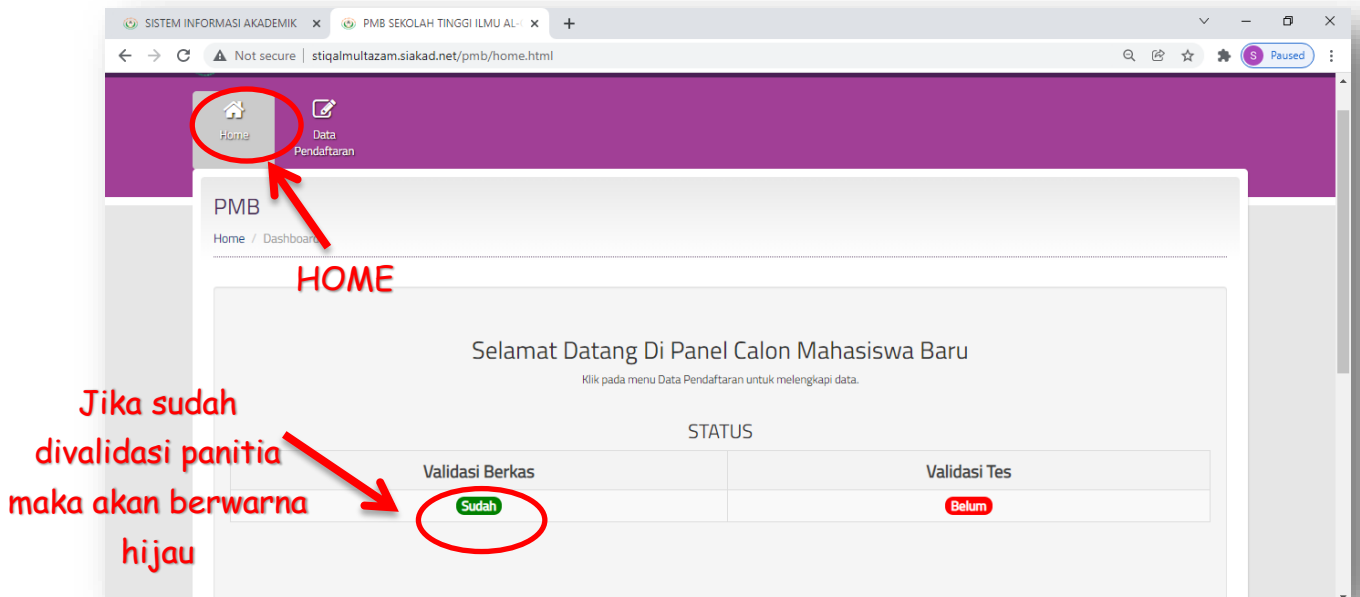 SISTEM INFORMASI AKADEMIK
PMB SEKOLAH TINGGI ILMU AL-
Not secure | stiqalmultazam.siakad.net/pmb/home.html
S Paused
Home
Data
Pendaftaran
PMB
Home / Dashboard
HOME
Selamat Datang Di Panel Calon Mahasiswa Baru
Klik pada menu Data Pendaftaran untuk melengkapi data.
Jika sudah
divalidasi panitia
maka akan berwarna
hijau
STATUS
Validasi Berkas Validasi Tes
Sudah Belum